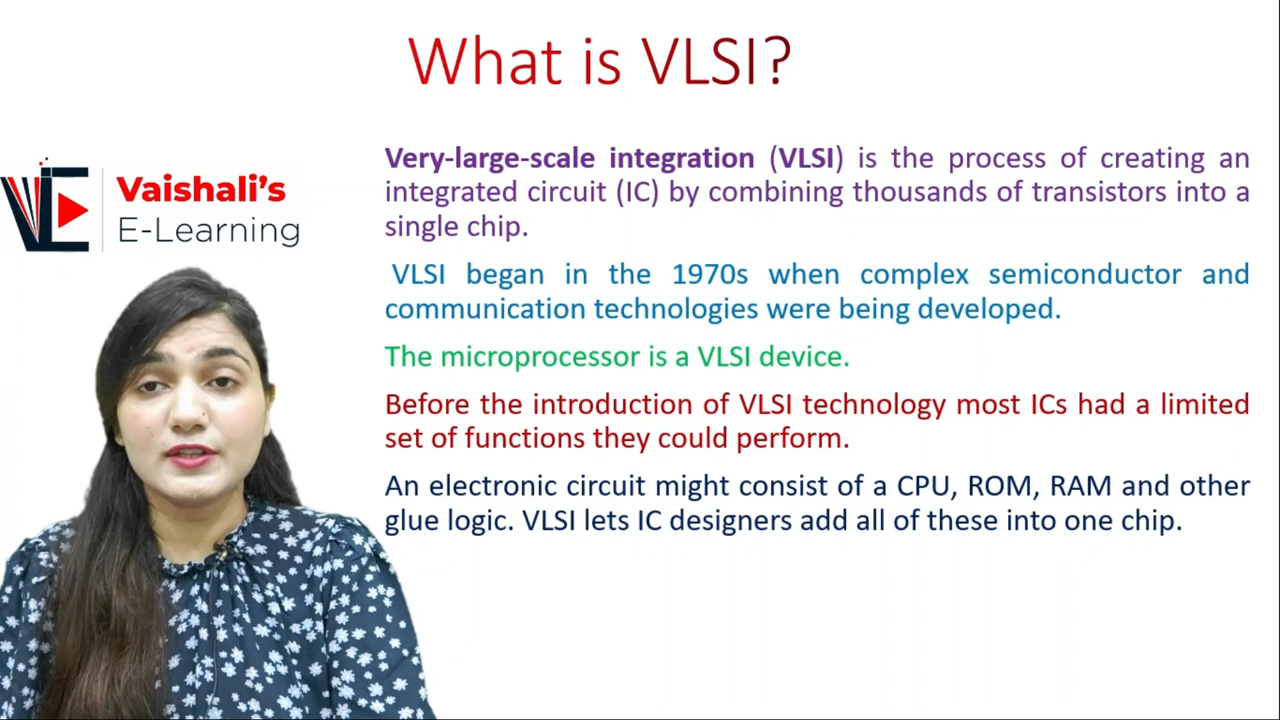 What is VLSI?
Vaishali's
E-Learning
Very-large-scale integration (VLSI) is the process of creating an
integrated circuit (IC) by combining thousands of transistors into a
single chip.
VLSI began in the 1970s when complex semiconductor and
communication technologies were being developed.
The microprocessor is a VLSI device.
Before the introduction of VLSI technology most ICs had a limited
set of functions they could perform.
An electronic circuit might consist of a CPU, ROM, RAM and other
glue logic. VLSI lets IC designers add all of these into one chip.